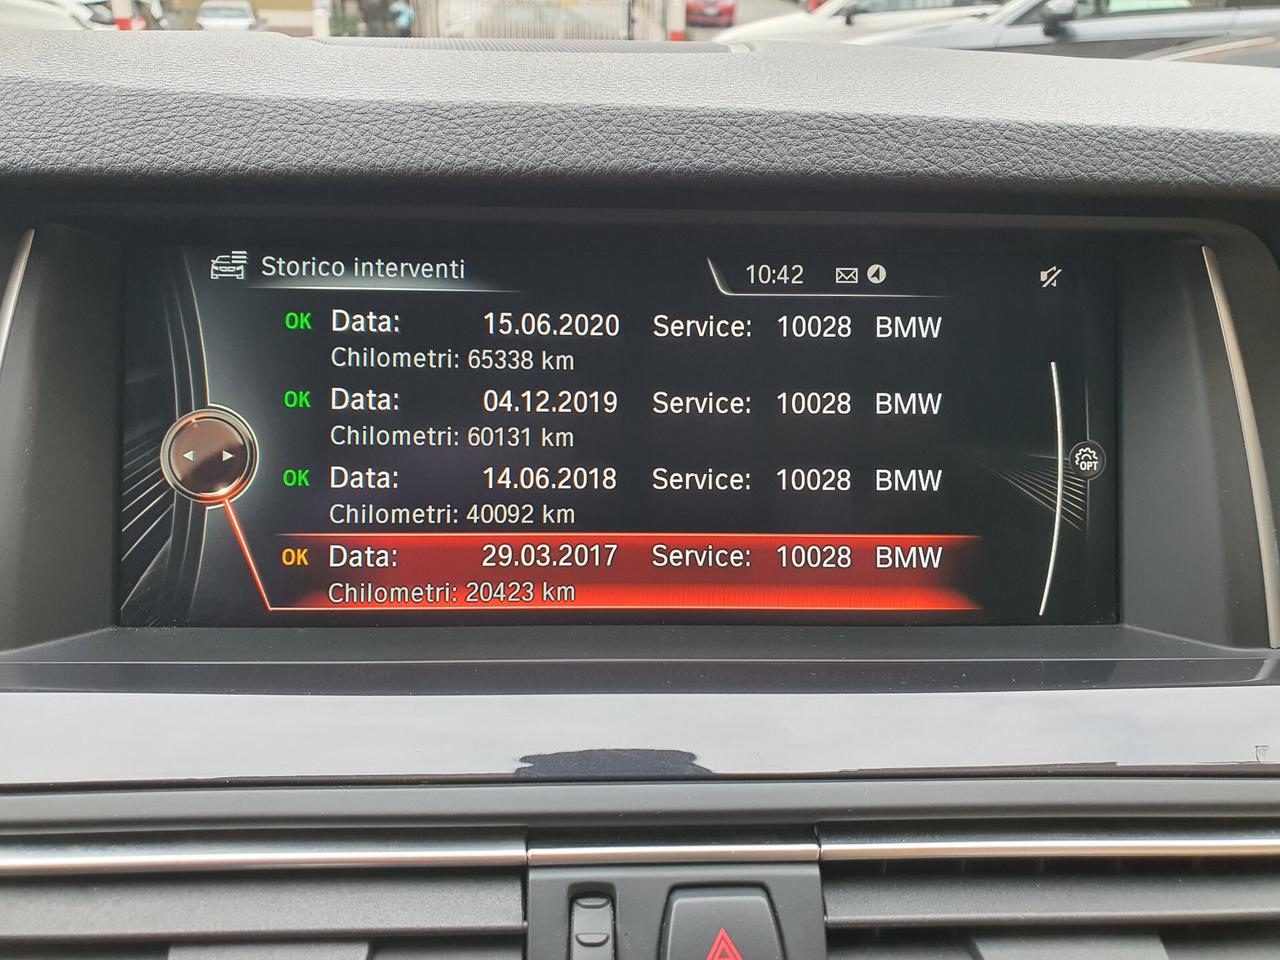 Storico interventi 10:42
OK Data: 15.06.2020 Service: 10028 BMW
Chilometri: 65338 km
OK Data: 04.12.2019 Service: 10028 BMW
Chilometri: 60131 km
OK Data: 14.06.2018 Service: 10028 BMW
Chilometri: 40092 km
OPT
OK Data: 29.03.2017 Service: 10028 BMW
Chilometri: 20423 km